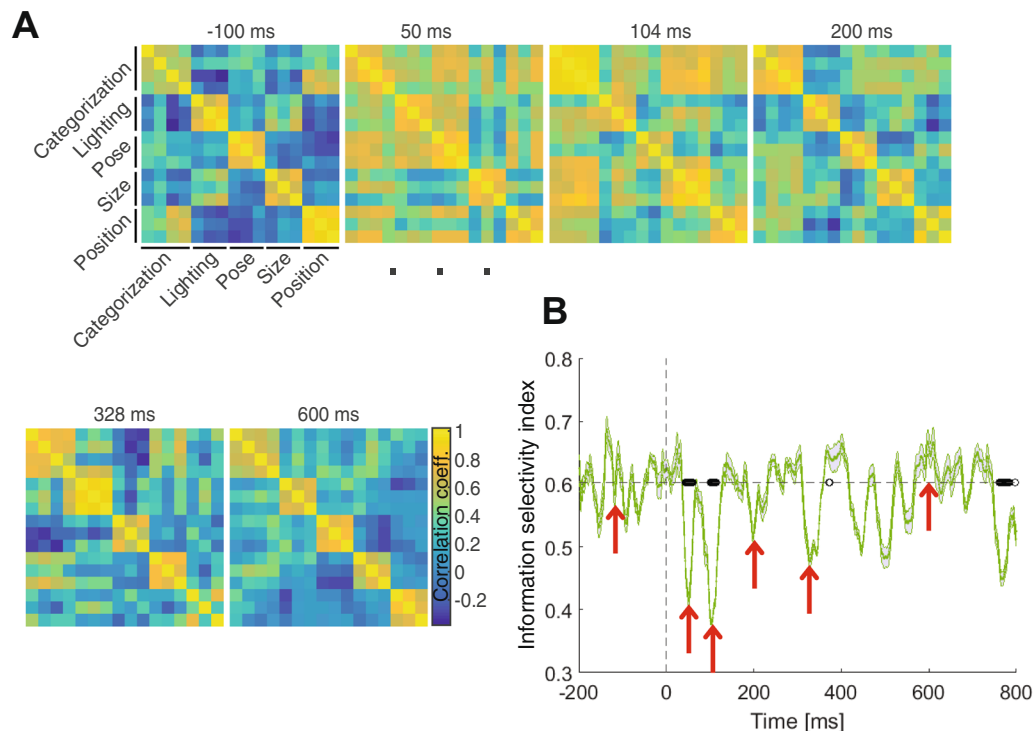 A
-100 ms
50 ms
104 ms
200 ms
Categorization
Lighting
Pose
Size
Position
Categorization
Lighting
Pose
Size
Position
328 ms
600 ms
Correlation coeff.
1
0.8
0.6
0.4
0.2
0
-0.2
B
Information selectivity index
0.8
0.7
0.6
0.5
0.4
0.3
-200
0
200
400
600
800
Time [ms]